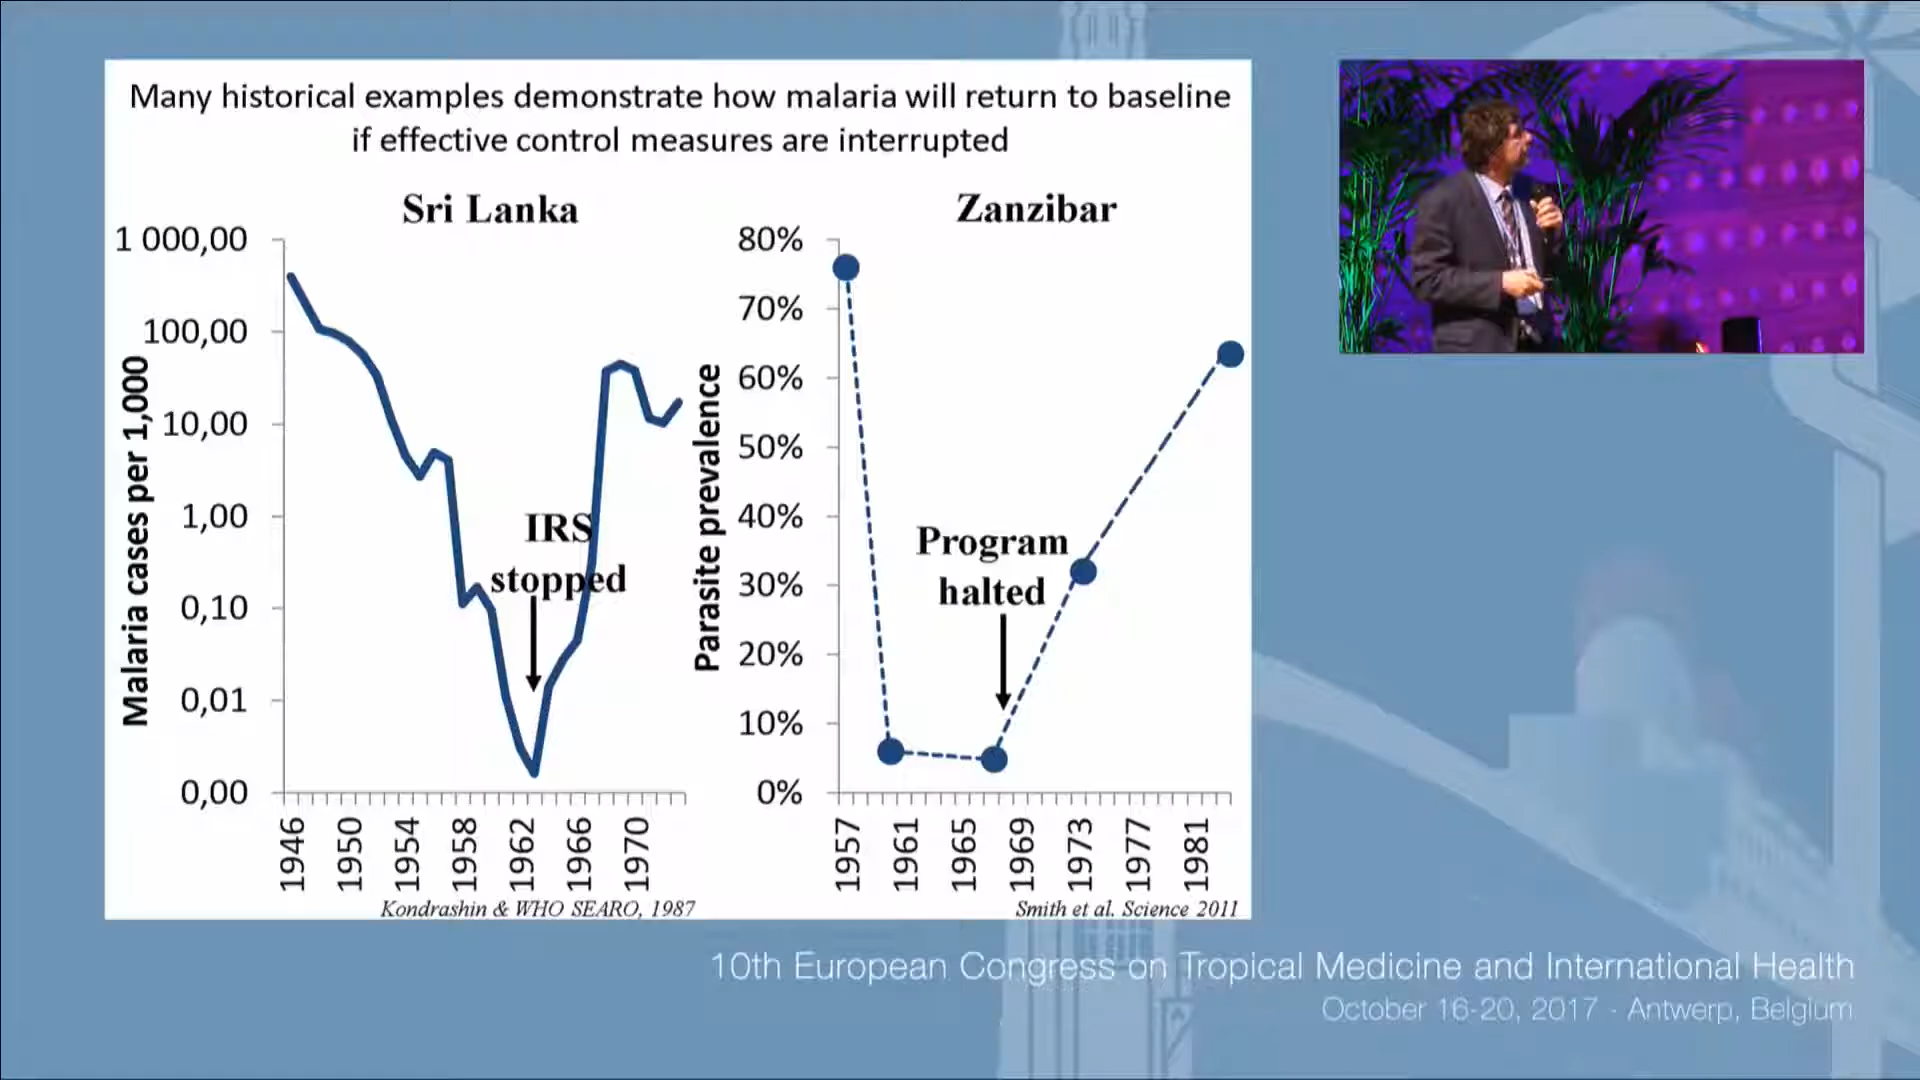 Many historical examples demonstrate how malaria will return to baseline
if effective control measures are interrupted
Sri Lanka
Malaria cases per 1,000
1 000,00
100,00
10,00
1,00
0,10
0,01
0,00
IRS
stopped
1946
1950
1954
1958
1962
1966
1970
Kondrashin & WHO SEARO, 1987
Zanzibar
Parasite prevalence
80%
70%
60%
50%
40%
30%
20%
10%
0%
Program
halted
1957
1961
1965
1969
1973
1977
1981
Smith et al. Science 2011
10th European Congress on Tropical Medicine and International Health
October 16-20, 2017 - Antwerp, Belgium